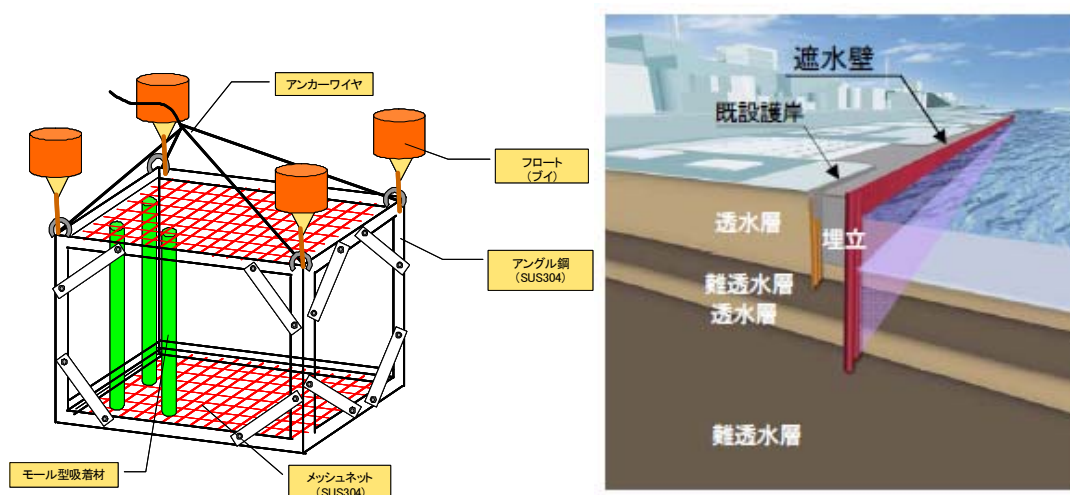 アンカーワイヤ
フロート
(ブイ)
アングル鋼
(SUS304)
モール型吸着材
メッシュネット
(SUS304)
遮水壁
既設護岸
透水層
埋立
難透水層
透水層
難透水層